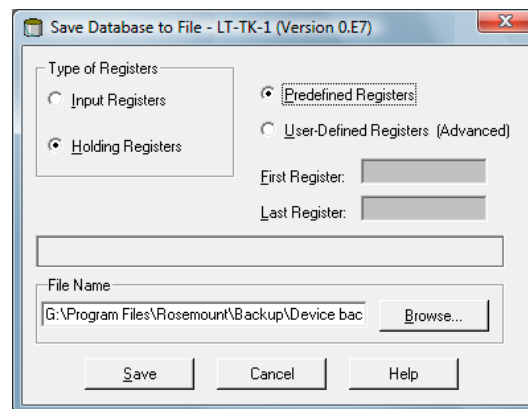 Save Database to File - LT-TK-1 (Version 0.E7)
Type of Registers
Input Registers
Holding Registers
Predefined Registers
User-Defined Registers (Advanced)
First Register:
Last Register:
File Name
G:\Program Files\Rosemount\Backup\Device bac
Browse...
Save
Cancel
Help